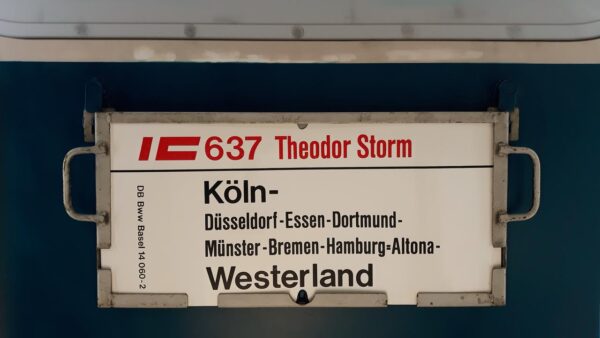 IC 637 Theodor Storm
Köln-
Düsseldorf-Essen-Dortmund-
Münster-Bremen-Hamburg=Altona-
Westerland
DB Bww Basel 14 060-2